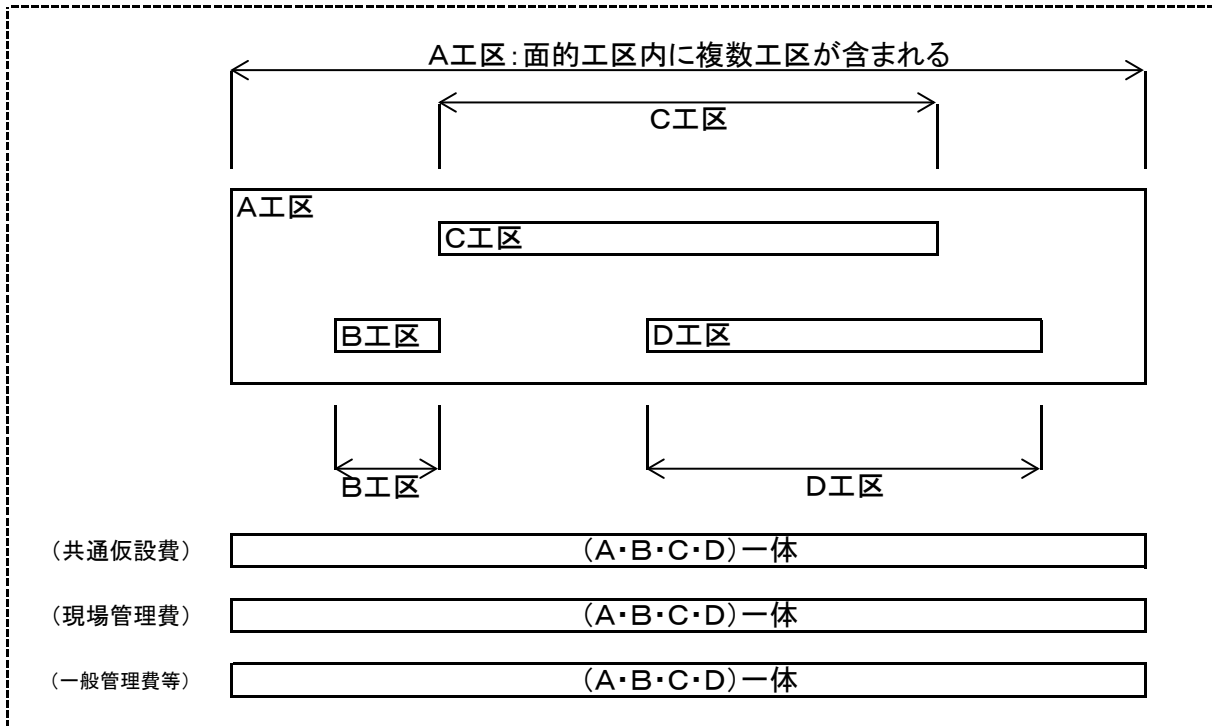 A工区:面的工区内に複数工区が含まれる
C工区
A工区
C工区
B工区
D工区
B工区
D工区
(共通仮設費)
(A・B・C・D)一体
(現場管理費)
(A・B・C・D)一体
(一般管理費等)
(A・B・C・D)一体